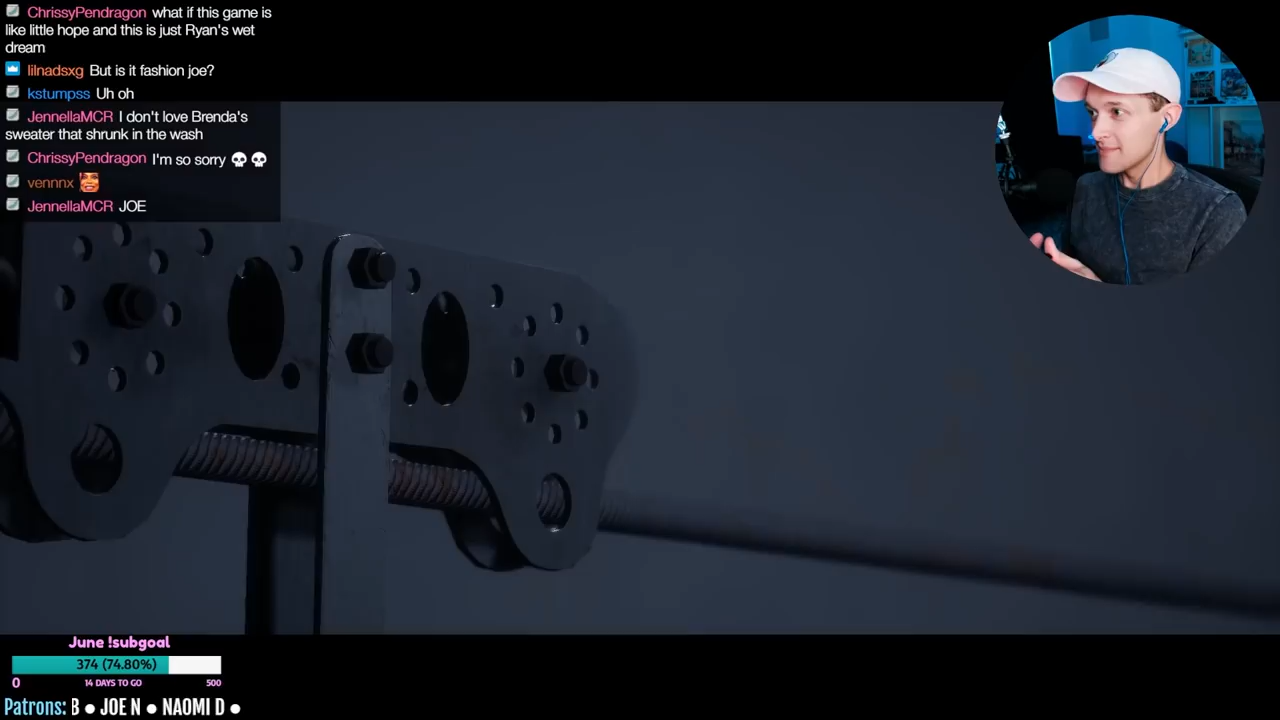 ChrissyPendragon what if this game is
like little hope and this is just Ryan's wet
dream
lilnadsxg But is it fashion joe?
kstumpss Uh oh
JennellaMCR I don't love Brenda's
sweater that shrunk in the wash
ChrissyPendragon I'm so sorry 💀💀
vennnx
JennellaMCR JOE
June !subgoal
374 (74.80%)
0 14 DAYS TO GO 500
Patrons: B ● JOE N ● NAOMI D ●